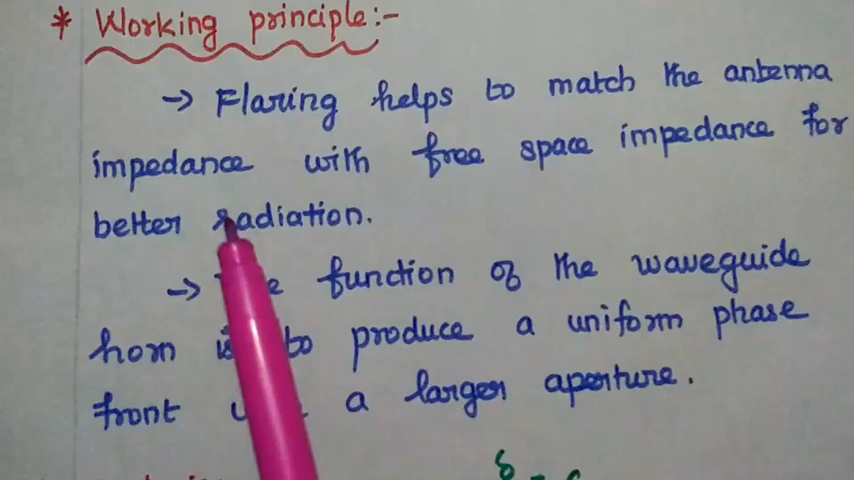 * Working principle:-
-> Flaring helps to match the antenna
impedance with free space impedance for
better radiation.
-> function of the waveguide
horn to produce a uniform phase
front a larger aperture.